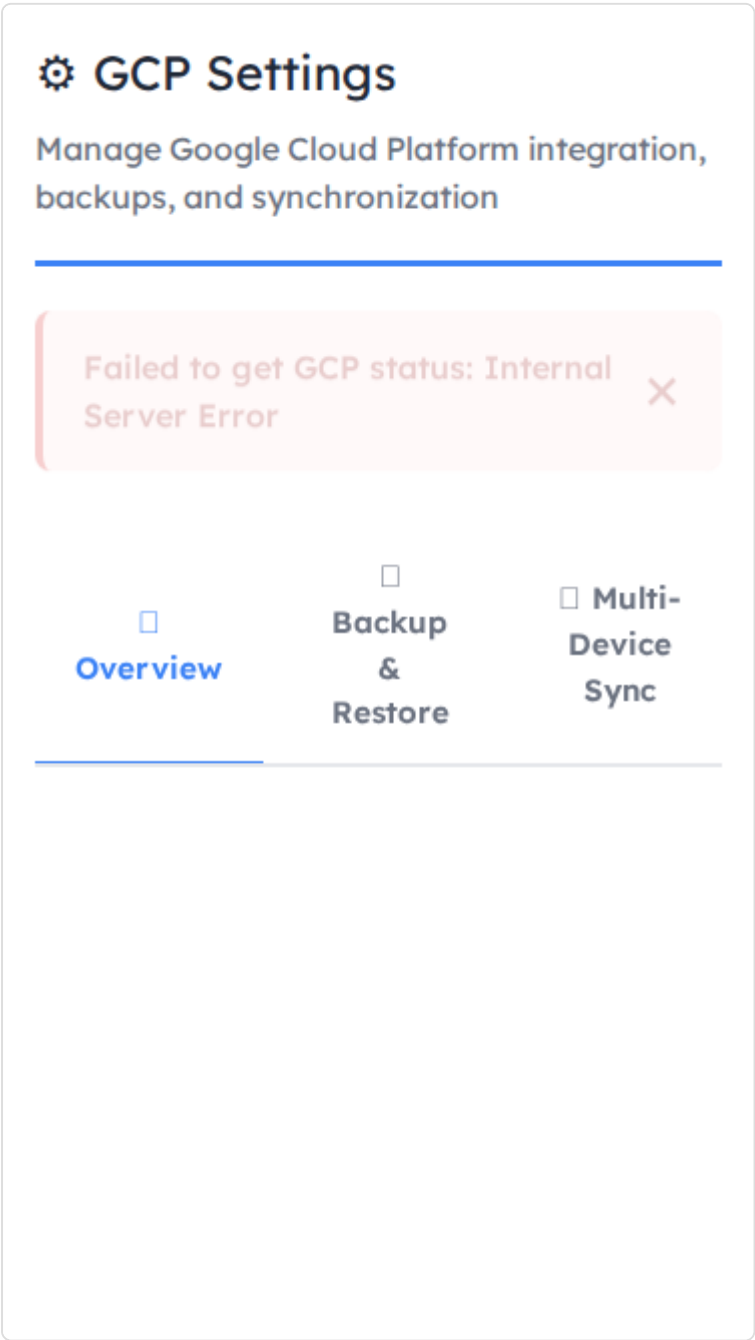 ⚙ GCP Settings
Manage Google Cloud Platform integration,
backups, and synchronization
Failed to get GCP status: Internal
Server Error
×
Overview
Backup
&
Restore
Multi-
Device
Sync